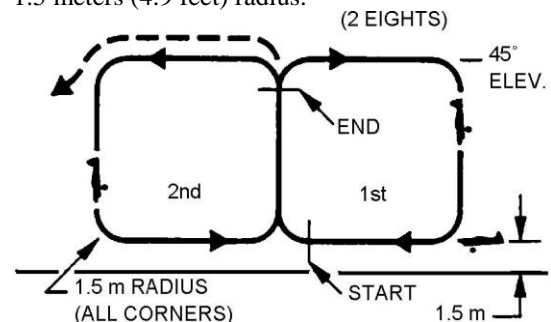 1.5 meters (4.9 feet) radius.
(2 EIGHTS)
45°
ELEV.
END
2nd
1st
1.5 m RADIUS
(ALL CORNERS)
START
1.5 m